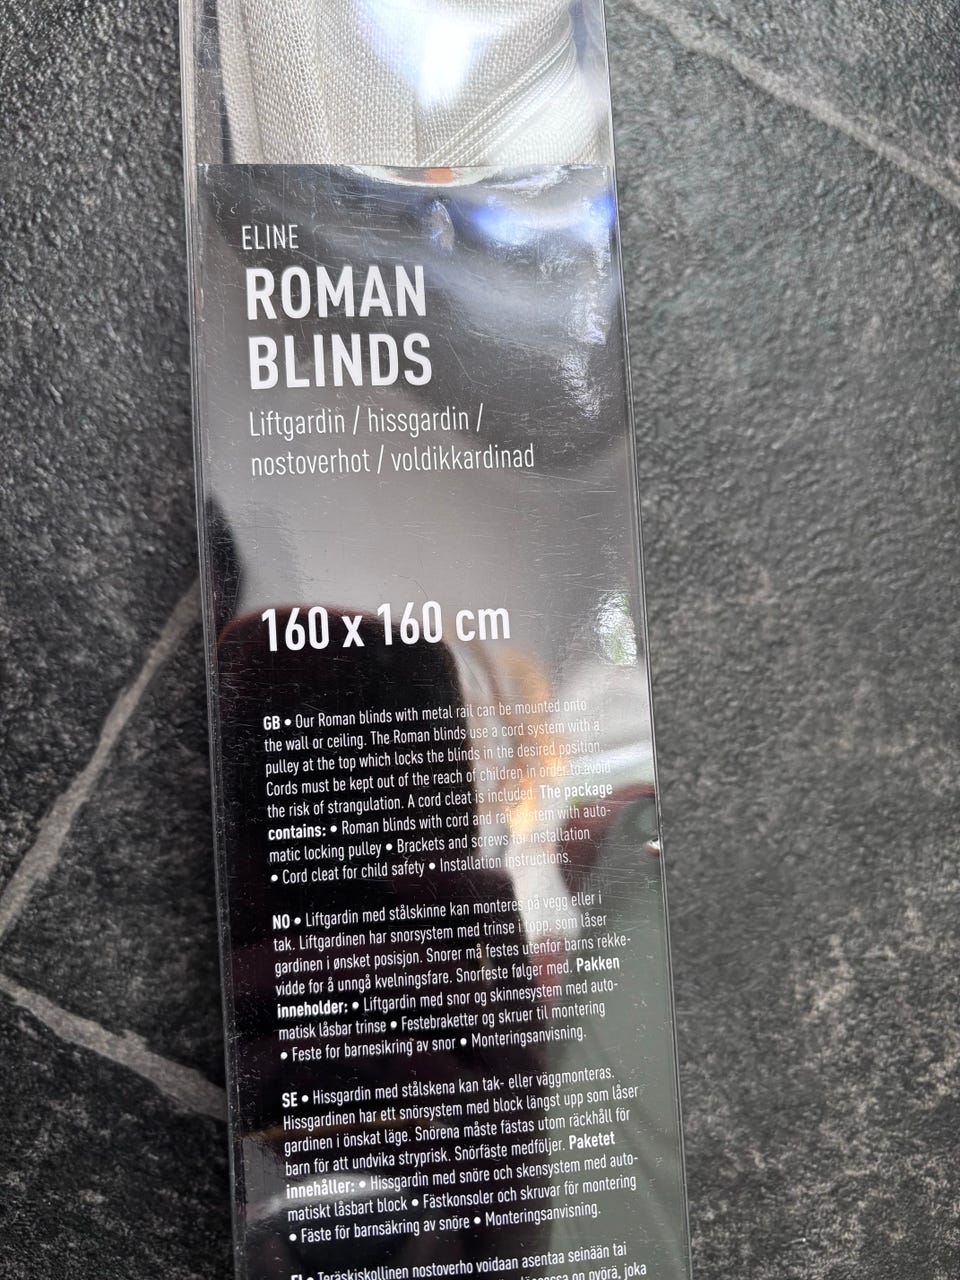 ELINE
ROMAN
BLINDS
Liftgardin / hissgardin /
nostoverhot / voldikkardinad
160 x 160 cm
GB • Our Roman blinds with metal rail can be mounted onto
the wall or ceiling. The Roman blinds use a cord system with a
pulley at the top which locks the blinds in the desired position.
Cords must be kept out of the reach of children in order to avoid
the risk of strangulation. A cord cleat is included. The package
contains: • Roman blinds with cord and rail system with auto-
matic locking pulley • Brackets and screws for installation
• Cord cleat for child safety • Installation instructions.
NO • Liftgardin med stålskinne kan monteres på vegg eller i
tak. Liftgardinen har snorsystem med trinse i topp, som låser
gardinen i ønsket posisjon. Snorer må festes utenfor barns rekke-
vidde for å unngå kvelningsfare. Snorfeste følger med. Pakken
inneholder: • Liftgardin med snor og skinnesystem med auto-
matisk låsbar trinse • Festebraketter og skruer til montering
• Feste for barnesikring av snor • Monteringsanvisning.
SE • Hissgardin med stålskena kan tak- eller väggmonteras.
Hissgardinen har ett snörsystem med block längst upp som låser
gardinen i önskat läge. Snörena måste fästas utom räckhåll för
barn för att undvika stryprisk. Snörfäste medföljer. Paketet
innehåller: • Hissgardin med snöre och skensystem med auto-
matiskt låsbart block • Fästkonsoler och skruvar för montering
• Fäste för barnsäkring av snöre • Monteringsanvisning.
FI • Teräskiskollinen nostoverho voidaan asentaa seinään tai
on pyörä, joka